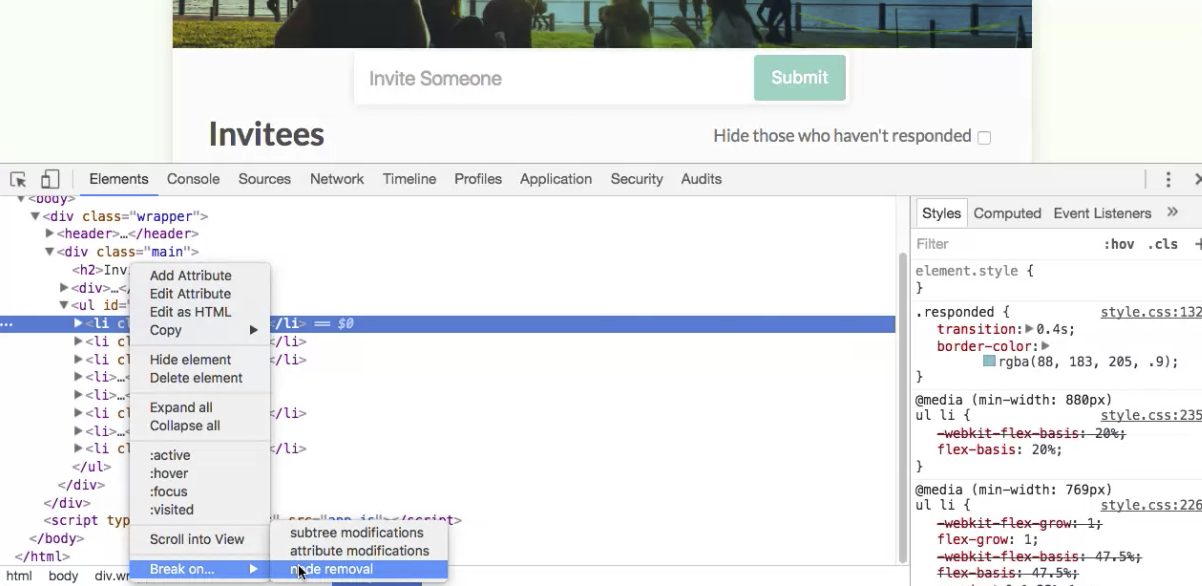 Invite Someone
Submit
Invitees
Hide those who haven't responded
Elements Console Sources Network Timeline Profiles Application Security Audits
<body>
<div class="wrapper">
<header>…</header>
<div class="main">
<h2>Inv
<div>…</
<ul id="
<li cl /li> == $0
<li cl /li>
<li cl /li>
<li>…<
<li>…<
<li cl /li>
<li>…<
<li cl /li>
</ul>
</div>
</div>
<script typ src="app.js"></script>
</body>
</html>
html body div.wr
Add Attribute
Edit Attribute
Edit as HTML
Copy
Hide element
Delete element
Expand all
Collapse all
:active
:hover
:focus
:visited
Scroll into View
Break on...
subtree modifications
attribute modifications
node removal
Styles Computed Event Listeners »
Filter :hov .cls +
element.style {
}
.responded { style.css:132
transition: 0.4s;
border-color:
rgba(88, 183, 205, .9);
}
@media (min-width: 880px)
ul li { style.css:235
-webkit-flex-basis: 20%;
flex-basis: 20%;
}
@media (min-width: 769px)
ul li { style.css:226
-webkit-flex-grow: 1;
flex-grow: 1;
-webkit-flex-basis: 47.5%;
flex-basis: 47.5%;